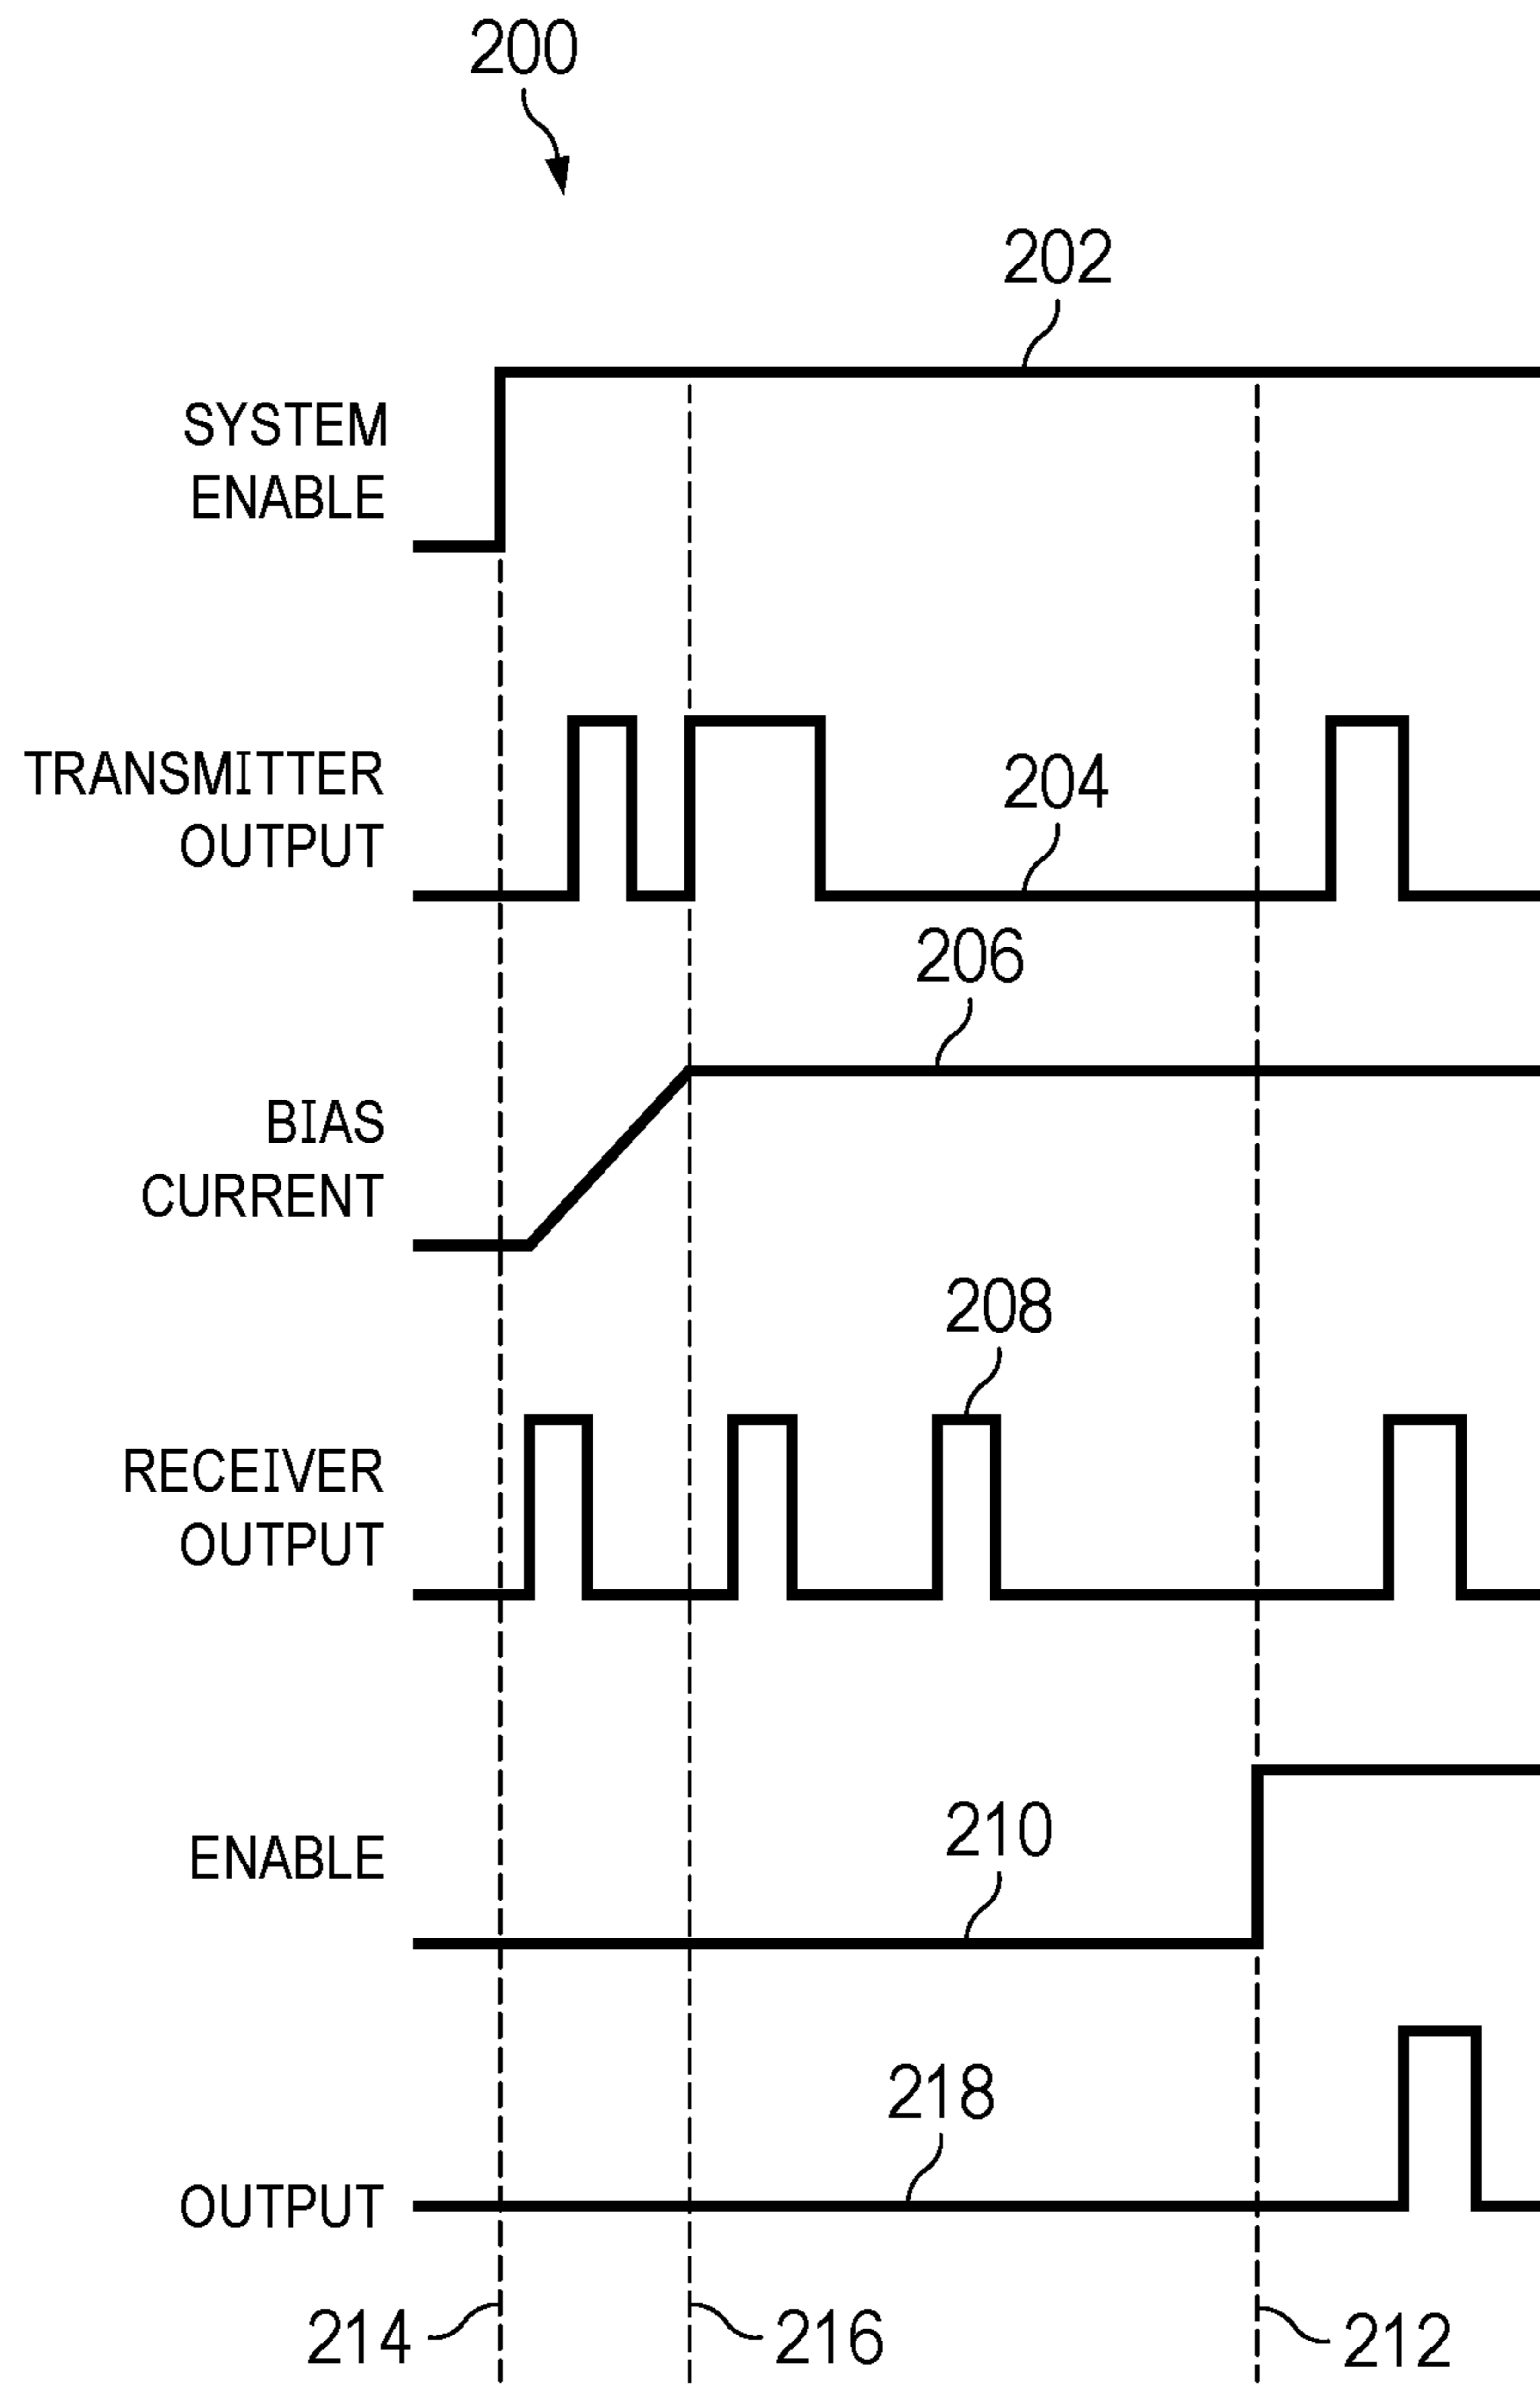 200
202
SYSTEM
ENABLE
TRANSMITTER
OUTPUT
204
206
BIAS
CURRENT
208
RECEIVER
OUTPUT
210
ENABLE
218
OUTPUT
214
216
212